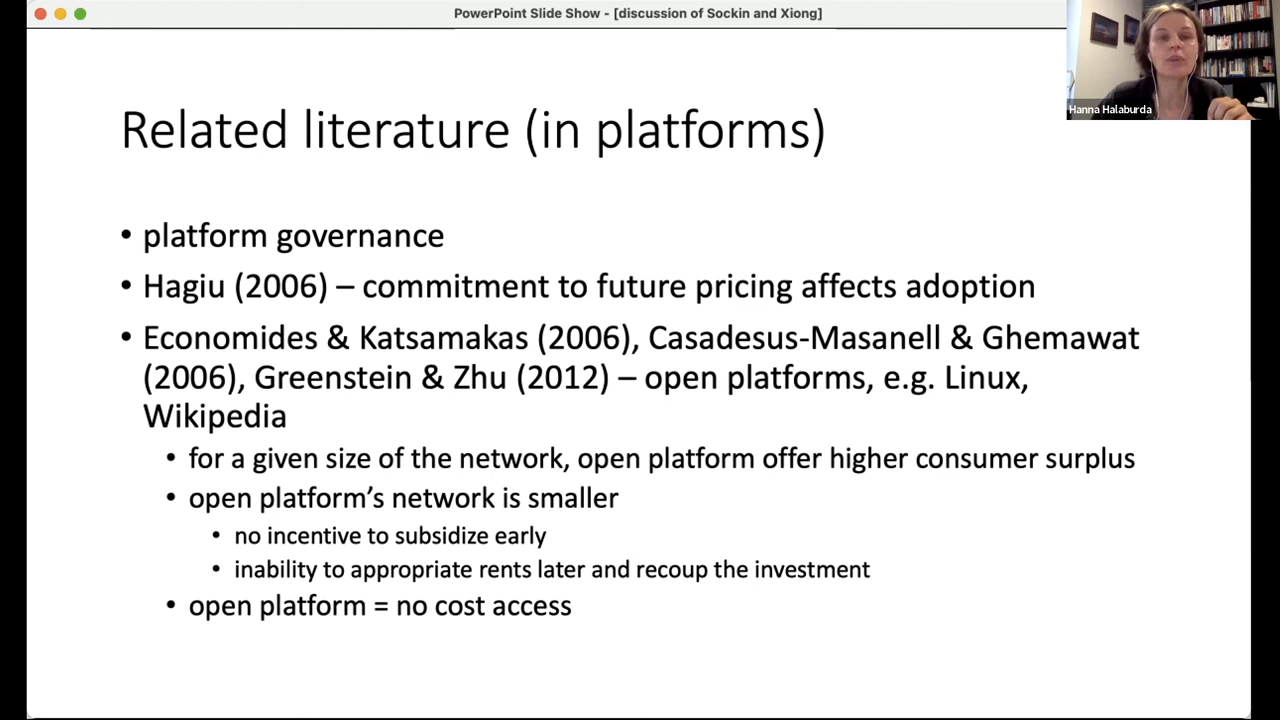 PowerPoint Slide Show - [discussion of Sockin and Xiong]
Hanna Halaburda
Related literature (in platforms)
• platform governance
• Hagiu (2006) – commitment to future pricing affects adoption
• Economides & Katsamakas (2006), Casadesus-Masanell & Ghemawat
(2006), Greenstein & Zhu (2012) – open platforms, e.g. Linux,
Wikipedia
• for a given size of the network, open platform offer higher consumer surplus
• open platform’s network is smaller
• no incentive to subsidize early
• inability to appropriate rents later and recoup the investment
• open platform = no cost access